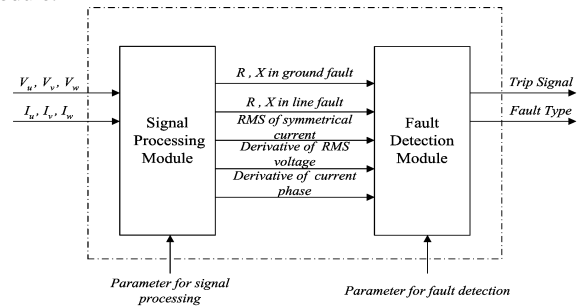 V_u, V_v, V_w
I_u, I_v, I_w
Signal
Processing
Module
R , X in ground fault
R , X in line fault
RMS of symmetrical
current
Derivative of RMS
voltage
Derivative of current
phase
Fault
Detection
Module
Trip Signal
Fault Type
Parameter for signal
processing
Parameter for fault detection